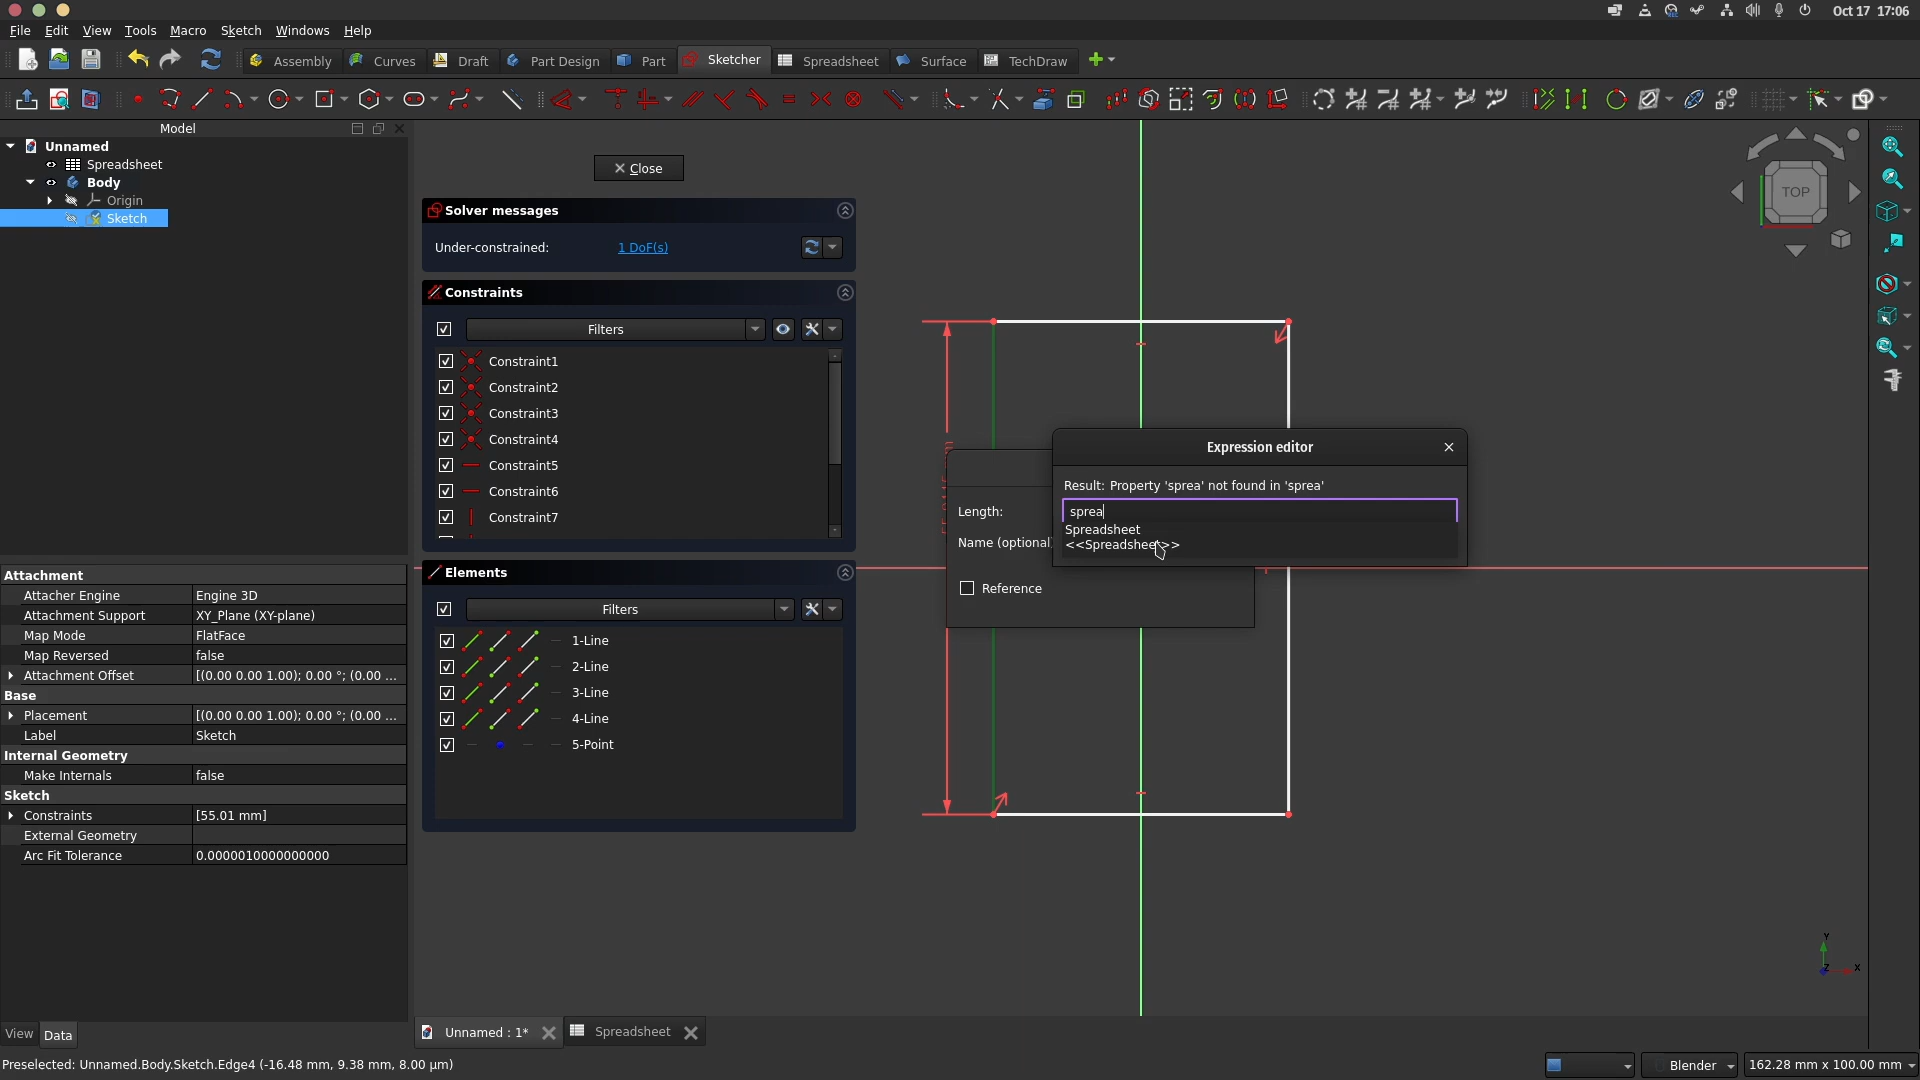 Oct 17 17:06
File Edit View Tools Macro Sketch Windows Help
Assembly Curves Draft Part Design Part Sketcher Spreadsheet Surface TechDraw
Model
Unnamed
Spreadsheet
Body
Origin
Sketch
Close
Solver messages
Under-constrained: 1 DoF(s)
Constraints
Filters
Constraint1
Constraint2
Constraint3
Constraint4
Constraint5
Constraint6
Constraint7
Elements
Filters
1-Line
2-Line
3-Line
4-Line
5-Point
TOP
Expression editor
Result: Property 'sprea' not found in 'sprea'
sprea
Spreadsheet
<<Spreadsheet>>
Length:
Name (optional
Reference
Attachment
Attacher Engine Engine 3D
Attachment Support XY_Plane (XY-plane)
Map Mode FlatFace
Map Reversed false
Attachment Offset [(0.00 0.00 1.00); 0.00 °; (0.00 ...
Base
Placement [(0.00 0.00 1.00); 0.00 °; (0.00 ...
Label Sketch
Internal Geometry
Make Internals false
Sketch
Constraints [55.01 mm]
External Geometry
Arc Fit Tolerance 0.0000010000000000
Y
Z
X
View Data
Unnamed : 1* Spreadsheet
Preselected: Unnamed.Body.Sketch.Edge4 (-16.48 mm, 9.38 mm, 8.00 µm)
Blender 162.28 mm x 100.00 mm